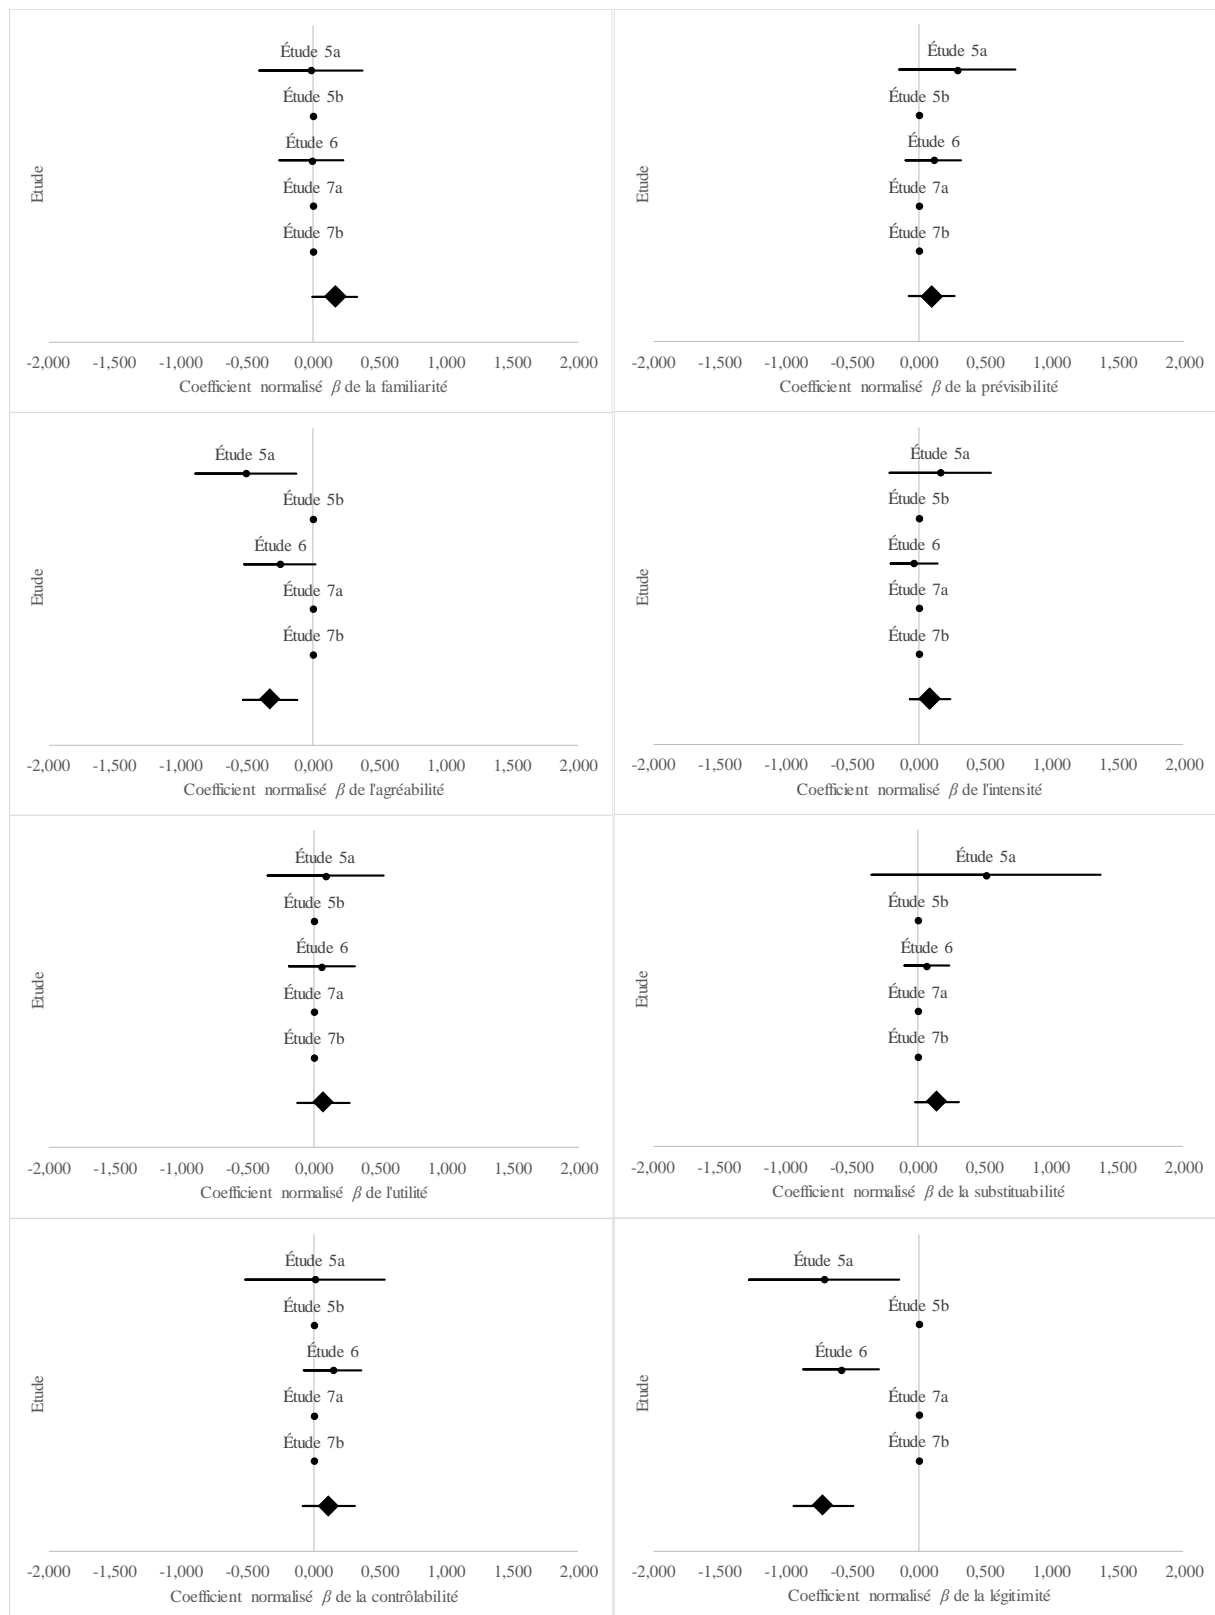 Étude 5a
Étude 5b
Étude 6
Étude 7a
Étude 7b
Etude
-2,000 -1,500 -1,000 -0,500 0,000 0,500 1,000 1,500 2,000
Coefficient normalisé β de la familiarité
Étude 5a
Étude 5b
Étude 6
Étude 7a
Étude 7b
Etude
-2,000 -1,500 -1,000 -0,500 0,000 0,500 1,000 1,500 2,000
Coefficient normalisé β de la prévisibilité
Étude 5a
Étude 5b
Étude 6
Étude 7a
Étude 7b
Etude
-2,000 -1,500 -1,000 -0,500 0,000 0,500 1,000 1,500 2,000
Coefficient normalisé β de l'agréabilité
Étude 5a
Étude 5b
Étude 6
Étude 7a
Étude 7b
Etude
-2,000 -1,500 -1,000 -0,500 0,000 0,500 1,000 1,500 2,000
Coefficient normalisé β de l'intensité
Étude 5a
Étude 5b
Étude 6
Étude 7a
Étude 7b
Etude
-2,000 -1,500 -1,000 -0,500 0,000 0,500 1,000 1,500 2,000
Coefficient normalisé β de l'utilité
Étude 5a
Étude 5b
Étude 6
Étude 7a
Étude 7b
Etude
-2,000 -1,500 -1,000 -0,500 0,000 0,500 1,000 1,500 2,000
Coefficient normalisé β de la substituabilité
Étude 5a
Étude 5b
Étude 6
Étude 7a
Étude 7b
Etude
-2,000 -1,500 -1,000 -0,500 0,000 0,500 1,000 1,500 2,000
Coefficient normalisé β de la contrôlabilité
Étude 5a
Étude 5b
Étude 6
Étude 7a
Étude 7b
Etude
-2,000 -1,500 -1,000 -0,500 0,000 0,500 1,000 1,500 2,000
Coefficient normalisé β de la légitimité